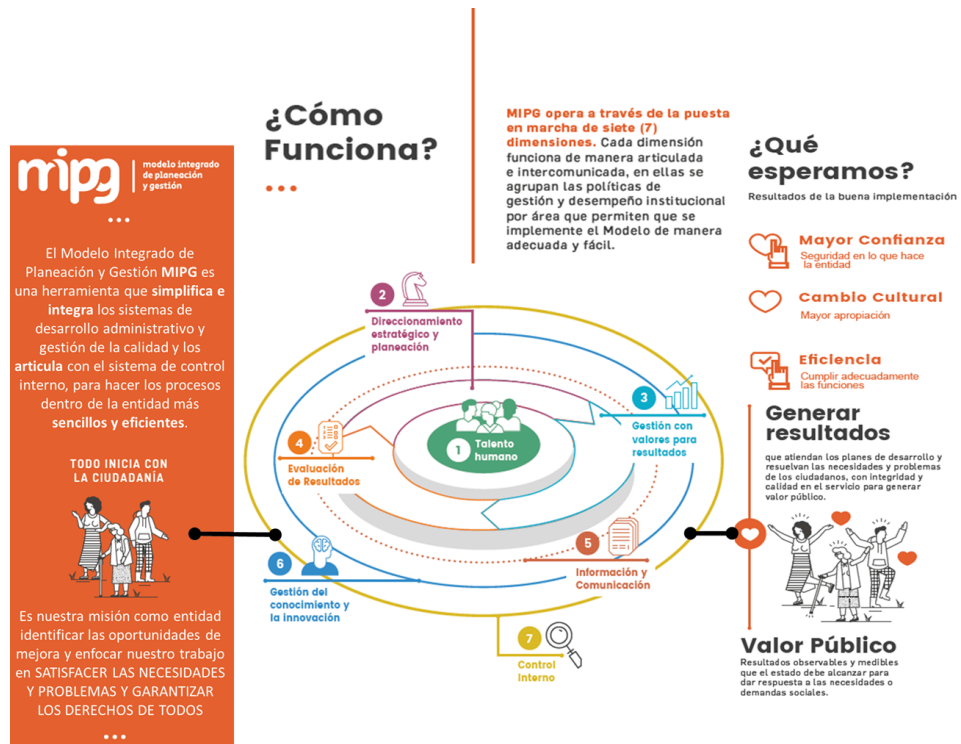 mipg
modelo integrado
de planeación
y gestión
El Modelo Integrado de
Planeación y Gestión MIPG es
una herramienta que simplifica e
integra los sistemas de
desarrollo administrativo y
gestión de la calidad y los
articula con el sistema de control
interno, para hacer los procesos
dentro de la entidad más
sencillos y eficientes.
TODO INICIA CON
LA CIUDADANÍA
Es nuestra misión como entidad
identificar las oportunidades de
mejora y enfocar nuestro trabajo
en SATISFACER LAS NECESIDADES
Y PROBLEMAS Y GARANTIZAR
LOS DERECHOS DE TODOS
¿Cómo
Funciona?
MIPG opera a través de la puesta
en marcha de siete (7)
dimensiones. Cada dimensión
funciona de manera articulada
e intercomunicada, en ellas se
agrupan las políticas de
gestión y desempeño institucional
por área que permiten que se
implemente el Modelo de manera
adecuada y fácil.
1
Talento
humano
2
Direccionamiento
estratégico y
planeación
3
Gestión con
valores para
resultados
4
Evaluación
de Resultados
5
Información y
Comunicación
6
Gestión del
conocimiento y
la innovación
7
Control
Interno
¿Qué
esperamos?
Resultados de la buena implementación
Mayor Confianza
Seguridad en lo que hace
la entidad
Cambio Cultural
Mayor apropiación
Eficiencia
Cumplir adecuadamente
las funciones
Generar
resultados
que atiendan los planes de desarrollo y
resuelvan las necesidades y problemas
de los ciudadanos, con integridad y
calidad en el servicio para generar
valor público.
Valor Público
Resultados observables y medibles
que el estado debe alcanzar para
dar respuesta a las necesidades o
demandas sociales.